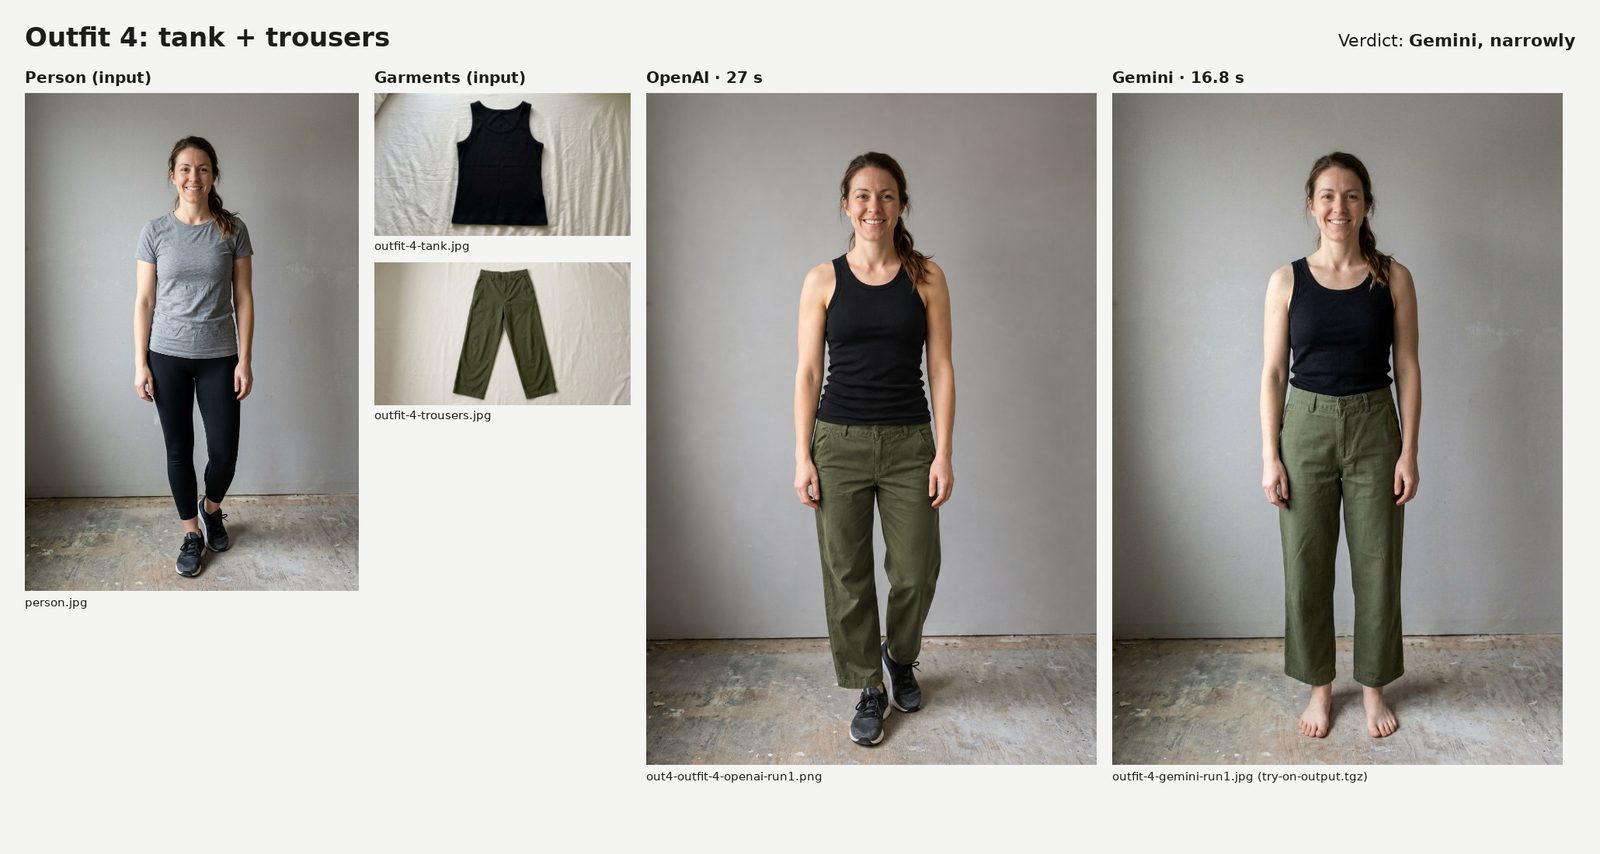 Outfit 4: tank + trousers
Verdict: Gemini, narrowly
Person (input)
Garments (input)
OpenAI · 27 s
Gemini · 16.8 s
outfit-4-tank.jpg
outfit-4-trousers.jpg
person.jpg
out4-outfit-4-openai-run1.png
outfit-4-gemini-run1.jpg (try-on-output.tgz)